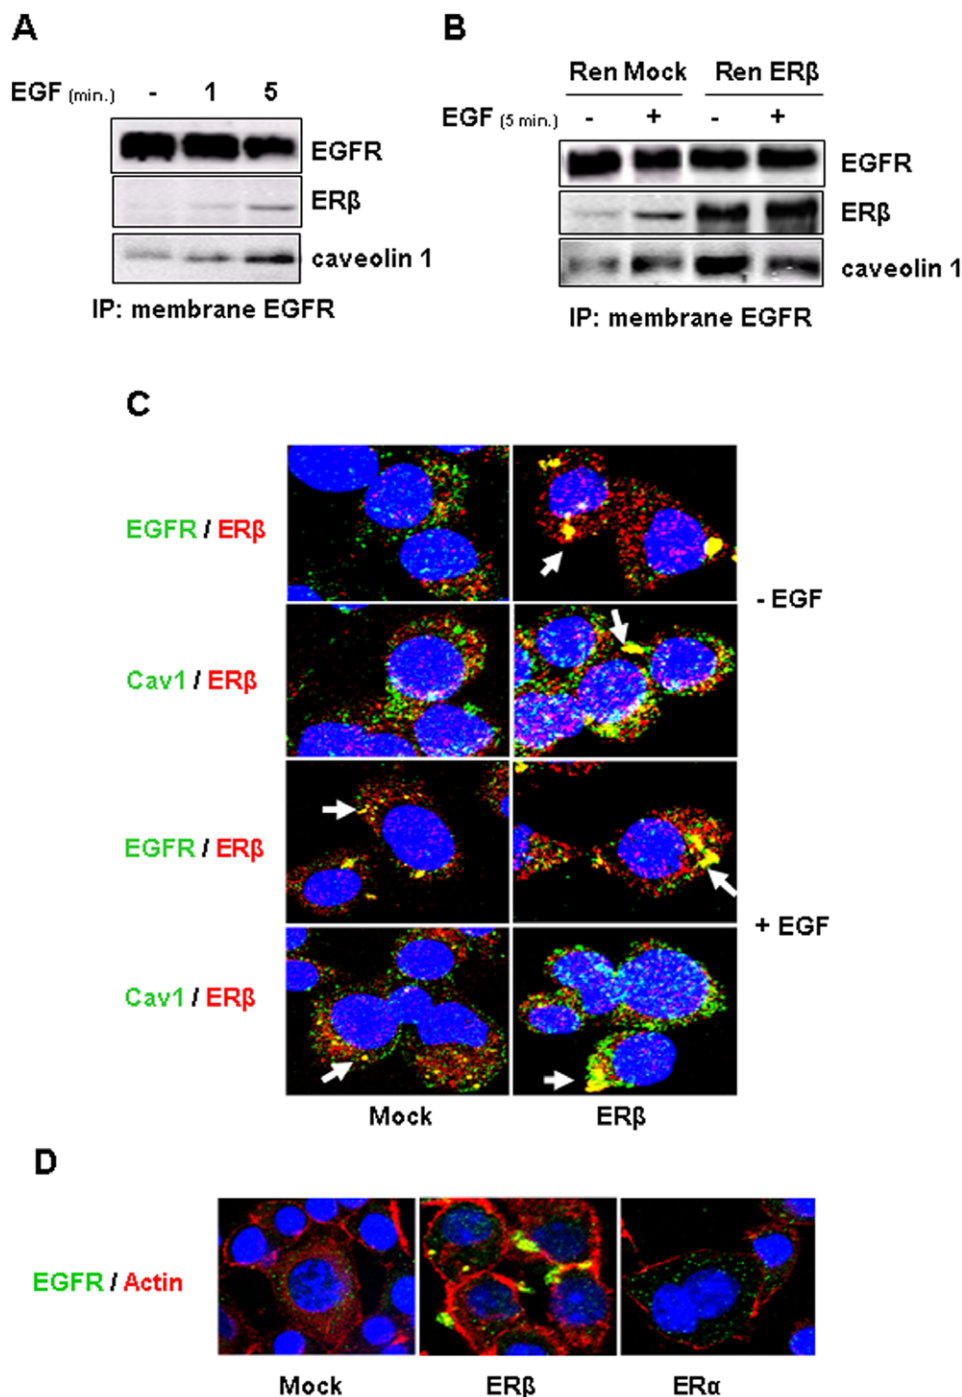 A
EGF (min.) - 1 5
EGFR
ERβ
caveolin 1
IP: membrane EGFR
B
Ren Mock Ren ERβ
EGF (5 min.) - + - +
EGFR
ERβ
caveolin 1
IP: membrane EGFR
C
EGFR / ERβ
- EGF
Cav1 / ERβ
EGFR / ERβ
+ EGF
Cav1 / ERβ
Mock ERβ
D
EGFR / Actin
Mock ERβ ERα